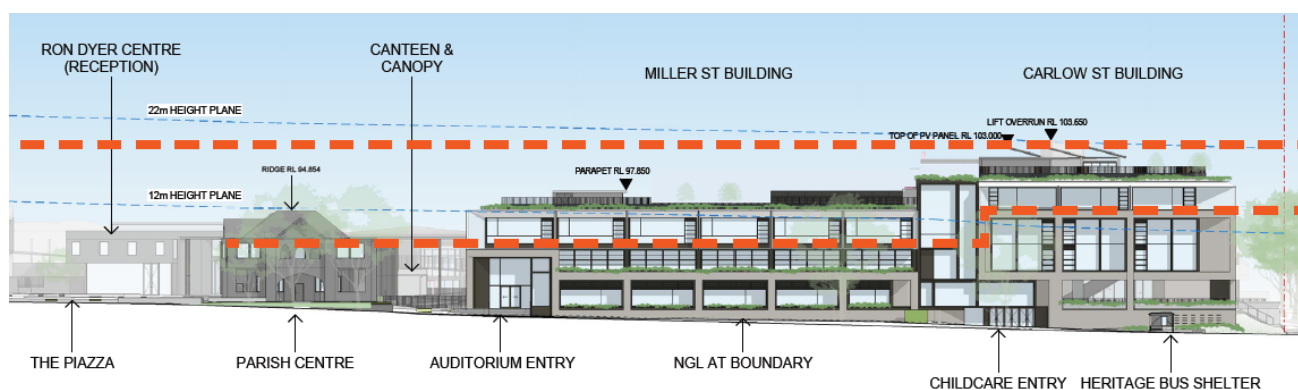 RON DYER CENTRE
(RECEPTION)
CANTEEN &
CANOPY
MILLER ST BUILDING
CARLOW ST BUILDING
22m HEIGHT PLANE
LIFT OVERRUN RL 103.650
TOP OF PV PANEL RL 103.000
RIDGE RL 94.854
PARAPET RL 97.850
12m HEIGHT PLANE
THE PIAZZA
PARISH CENTRE
AUDITORIUM ENTRY
NGL AT BOUNDARY
CHILDCARE ENTRY
HERITAGE BUS SHELTER